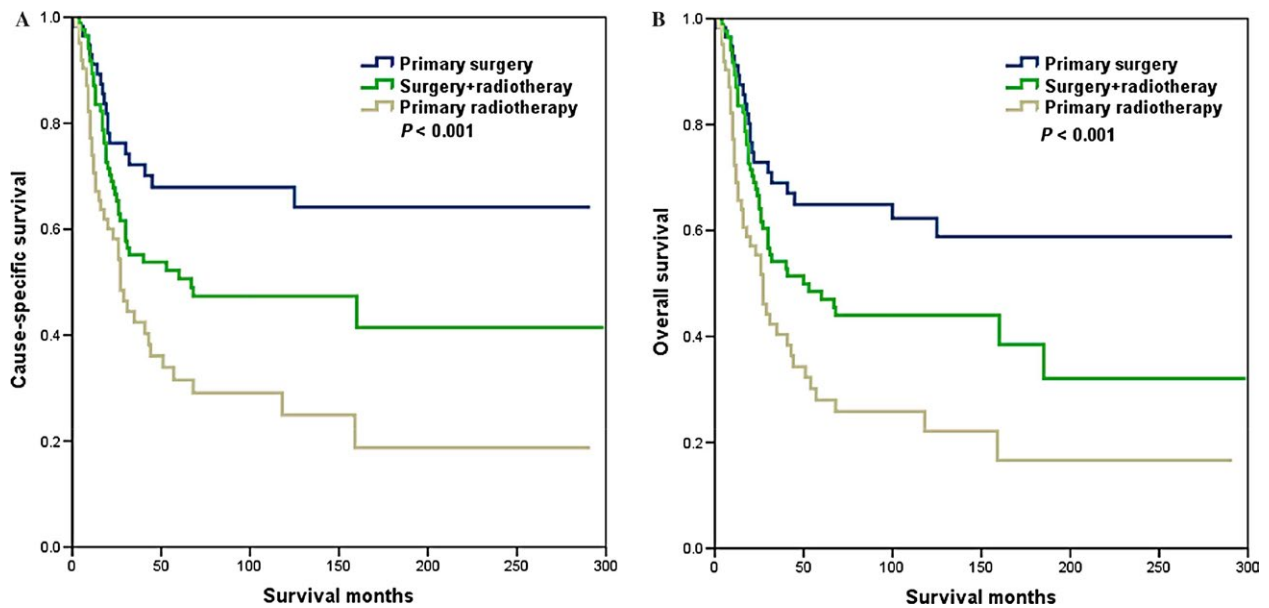 A
Cause-specific survival
1.0
0.8
0.6
0.4
0.2
0.0
Primary surgery
Surgery+radiotheray
Primary radiotherapy
P < 0.001
0 50 100 150 200 250 300
Survival months
B
Overall survival
1.0
0.8
0.6
0.4
0.2
0.0
Primary surgery
Surgery+radiotheray
Primary radiotherapy
P < 0.001
0 50 100 150 200 250 300
Survival months